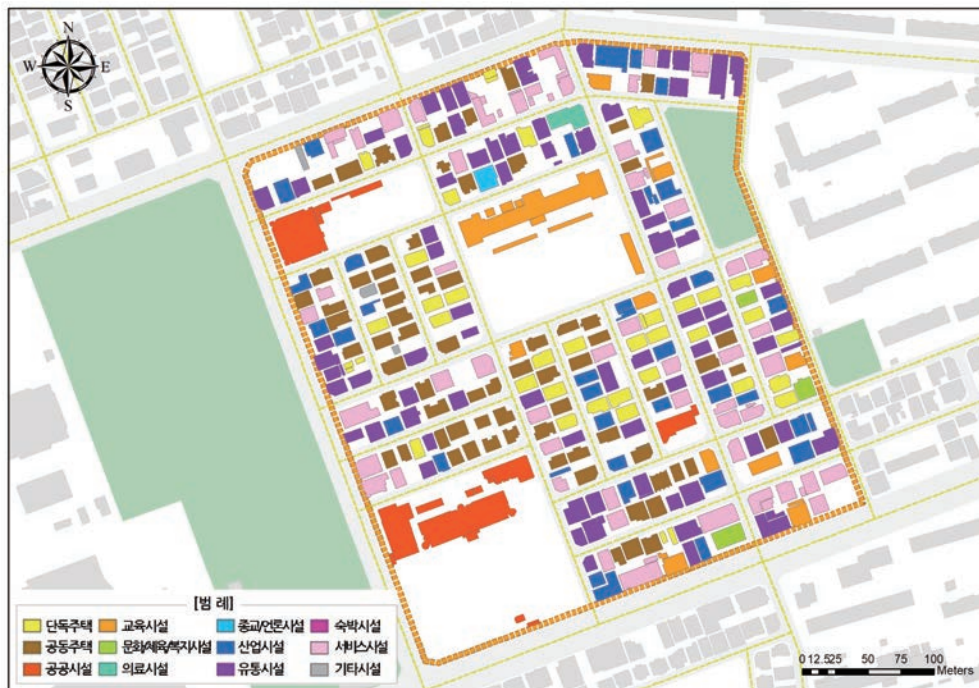 N
W E
S
[범 례]
단독주택 교육시설 종교/언론시설 숙박시설
공동주택 문화/체육/복지시설 산업시설 서비스시설
공공시설 의료시설 유통시설 기타시설
0 12.525 50 75 100
Meters